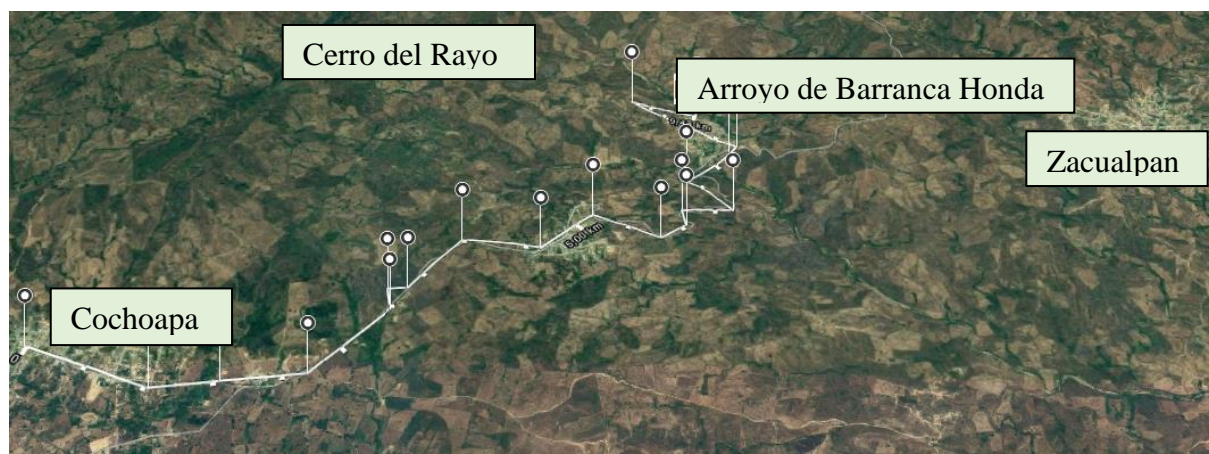 Cerro del Rayo
Arroyo de Barranca Honda
Zacualpan
5,00 km
Cochoapa